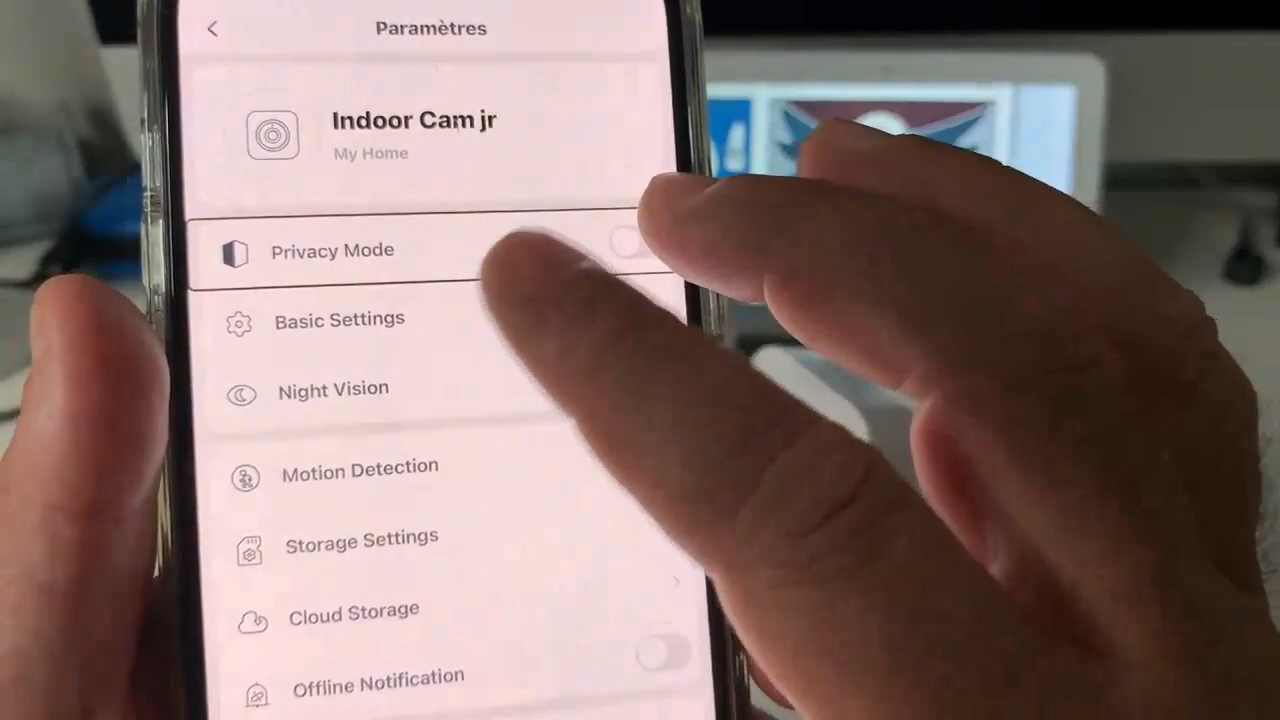 Paramètres
Indoor Cam jr
My Home
Privacy Mode
Basic Settings
Night Vision
Motion Detection
Storage Settings
Cloud Storage
Offline Notification